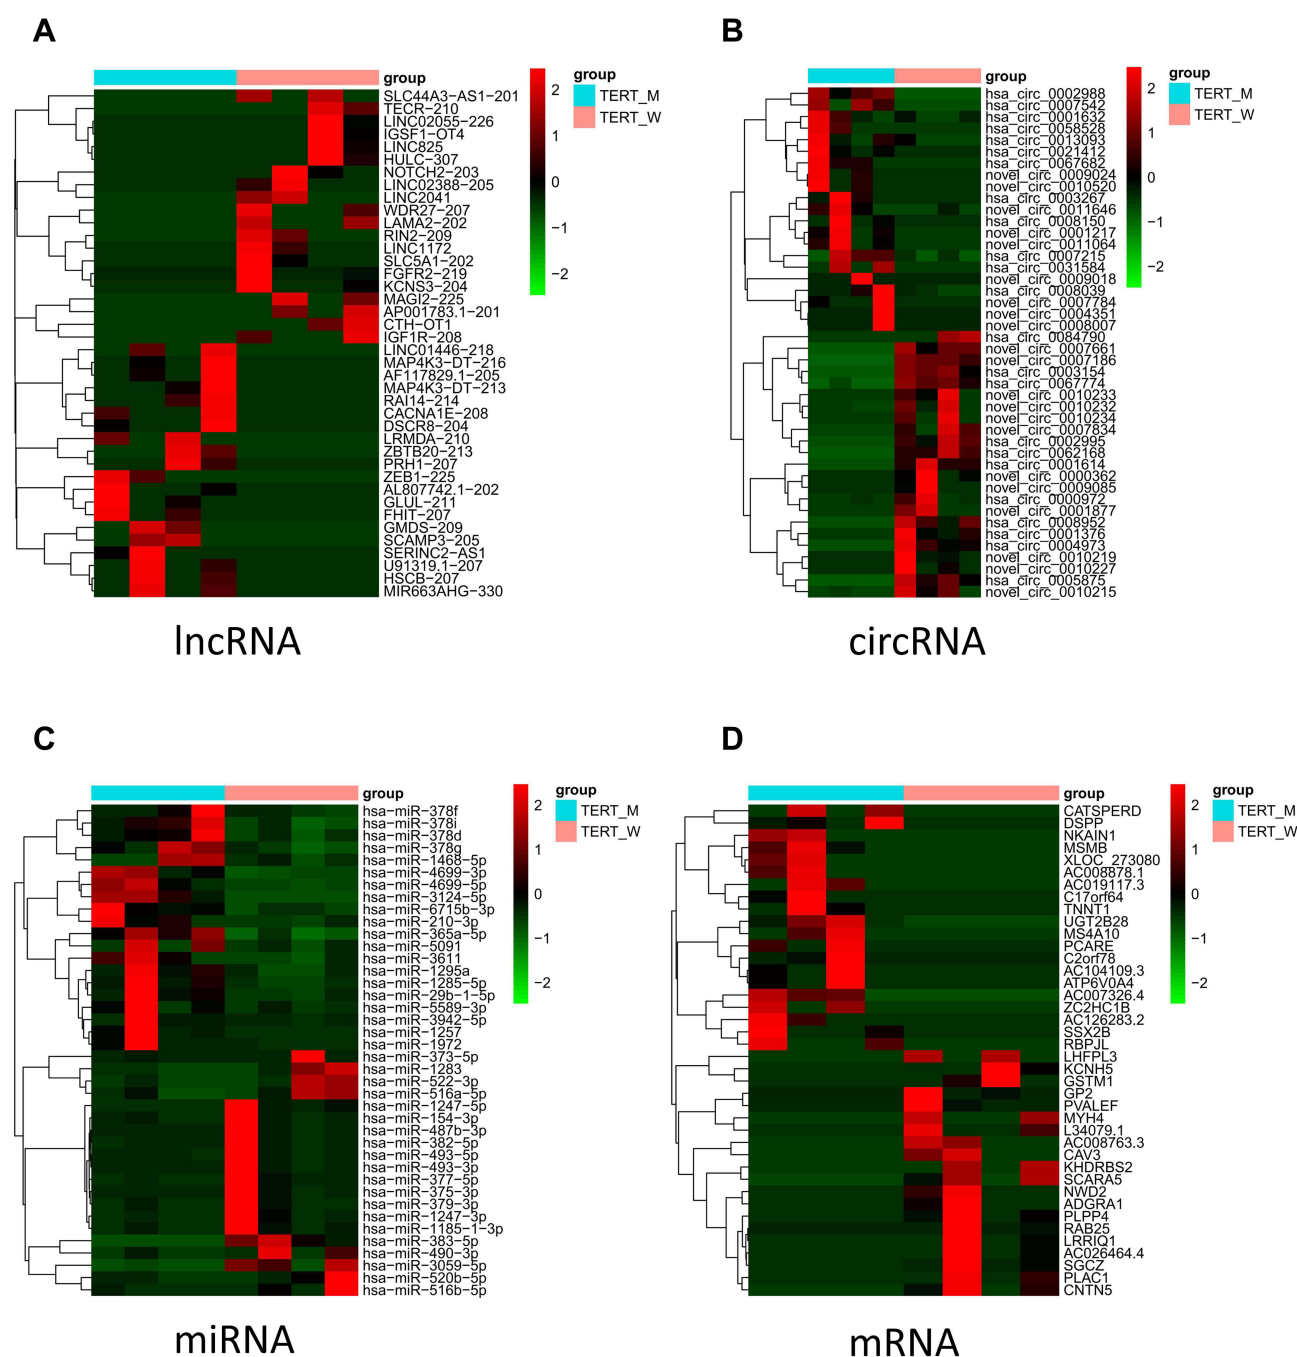 A
group
SLC44A3-AS1-201
TECR-210
LINC02055-226
IGSF1-OT4
LINC825
HULC-307
NOTCH2-203
LINC02388-205
LINC2041
WDR27-207
LAMA2-202
RIN2-209
LINC1172
SLC5A1-202
FGFR2-219
KCNS3-204
MAGI2-225
AP001783.1-201
CTH-OT1
IGF1R-208
LINC01446-218
MAP4K3-DT-216
AF117829.1-205
MAP4K3-DT-213
RAI14-214
CACNA1E-208
DSCR8-204
LRMDA-210
ZBTB20-213
PRH1-207
ZEB1-225
AL807742.1-202
GLUL-211
FHIT-207
GMDS-209
SCAMP3-205
SERINC2-AS1
U91319.1-207
HSCB-207
MIR663AHG-330
2
1
0
−1
−2
group
TERT_M
TERT_W
lncRNA
B
group
hsa_circ_0002988
hsa_circ_0007542
hsa_circ_0001632
hsa_circ_0058528
hsa_circ_0013093
hsa_circ_0021412
hsa_circ_0067682
novel_circ_0009024
novel_circ_0010520
hsa_circ_0003267
novel_circ_0011646
hsa_circ_0008150
novel_circ_0001217
novel_circ_0011064
hsa_circ_0007215
hsa_circ_0031584
novel_circ_0009018
hsa_circ_0008039
novel_circ_0007784
novel_circ_0004351
novel_circ_0008007
hsa_circ_0084790
novel_circ_0007661
novel_circ_0007186
hsa_circ_0003154
hsa_circ_0067774
novel_circ_0010233
novel_circ_0010232
novel_circ_0010234
novel_circ_0007834
hsa_circ_0002995
hsa_circ_0062168
hsa_circ_0001614
novel_circ_0000362
novel_circ_0009085
hsa_circ_0000972
novel_circ_0001877
hsa_circ_0008952
hsa_circ_0001376
hsa_circ_0004973
novel_circ_0010219
novel_circ_0010227
hsa_circ_0005875
novel_circ_0010215
2
1
0
−1
−2
group
TERT_M
TERT_W
circRNA
C
group
hsa-miR-378f
hsa-miR-378i
hsa-miR-378d
hsa-miR-378g
hsa-miR-1468-5p
hsa-miR-4699-3p
hsa-miR-4699-5p
hsa-miR-3124-5p
hsa-miR-6715b-3p
hsa-miR-210-3p
hsa-miR-365a-5p
hsa-miR-5091
hsa-miR-3611
hsa-miR-1295a
hsa-miR-1285-5p
hsa-miR-29b-1-5p
hsa-miR-5589-3p
hsa-miR-3942-5p
hsa-miR-1257
hsa-miR-1972
hsa-miR-373-5p
hsa-miR-1283
hsa-miR-522-3p
hsa-miR-516a-5p
hsa-miR-1247-5p
hsa-miR-154-3p
hsa-miR-487b-3p
hsa-miR-382-5p
hsa-miR-493-5p
hsa-miR-493-3p
hsa-miR-377-5p
hsa-miR-375-3p
hsa-miR-379-3p
hsa-miR-1247-3p
hsa-miR-1185-1-3p
hsa-miR-383-5p
hsa-miR-490-3p
hsa-miR-3059-5p
hsa-miR-520b-5p
hsa-miR-516b-5p
2
1
0
−1
−2
group
TERT_M
TERT_W
miRNA
D
group
CATSPERD
DSPP
NKAIN1
MSMB
XLOC_273080
AC008878.1
AC019117.3
C17orf64
TNNT1
UGT2B28
MS4A10
PCARE
C2orf78
AC104109.3
ATP6V0A4
AC007326.4
ZC2HC1B
AC126283.2
SSX2B
RBPJL
LHFPL3
KCNH5
GSTM1
GP2
PVALEF
MYH4
L34079.1
AC008763.3
CAV3
KHDRBS2
SCARA5
NWD2
ADGRA1
PLPP4
RAB25
LRRIQ1
AC026464.4
SGCZ
PLAC1
CNTN5
2
1
0
−1
−2
group
TERT_M
TERT_W
mRNA